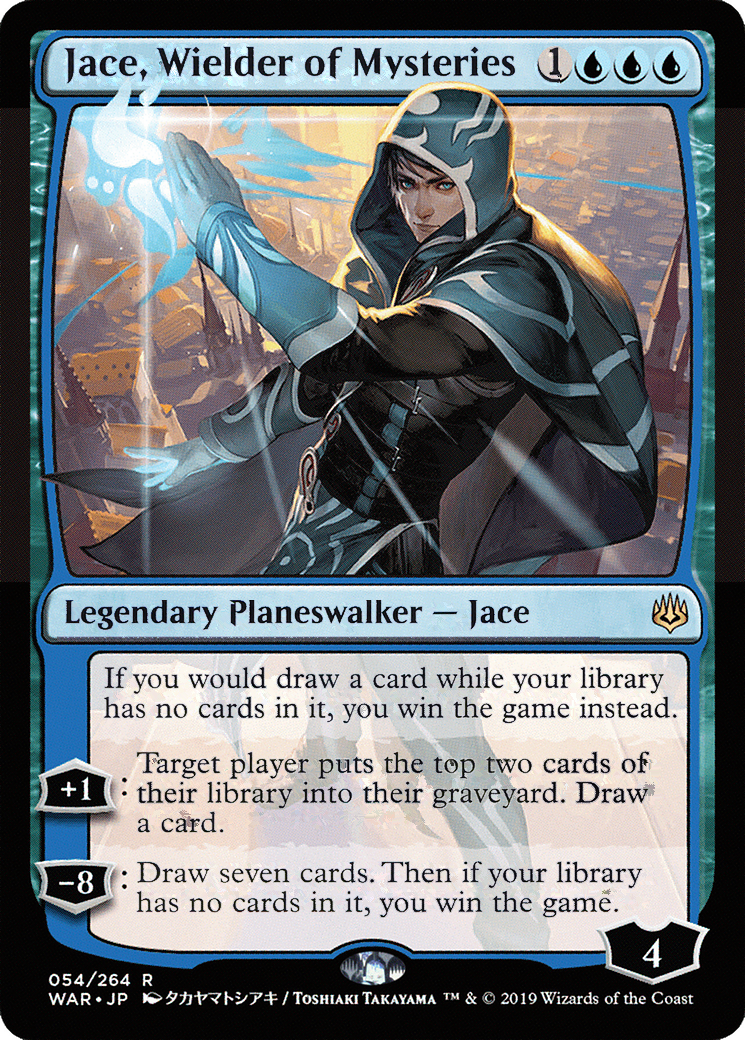 Jace, Wielder of Mysteries 1
Legendary Planeswalker — Jace
If you would draw a card while your library
has no cards in it, you win the game instead.
+1: Target player puts the top two cards of
their library into their graveyard. Draw
a card.
−8: Draw seven cards. Then if your library
has no cards in it, you win the game.
4
054/264 R
WAR • JP タカヤマトシアキ / Toshiaki Takayama ™ & © 2019 Wizards of the Coast